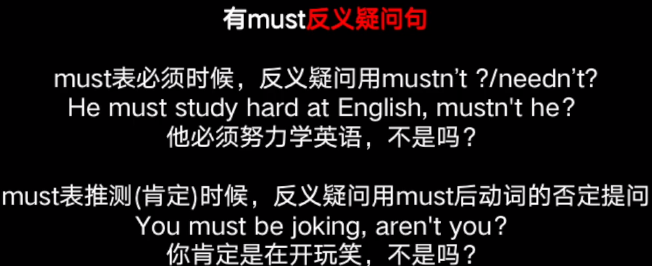 有must反义疑问句
must表必须时候，反义疑问用mustn’t ?/needn’t?
He must study hard at English, mustn't he?
他必须努力学英语，不是吗？
must表推测(肯定)时候，反义疑问用must后动词的否定提问
You must be joking, aren't you?
你肯定是在开玩笑，不是吗？